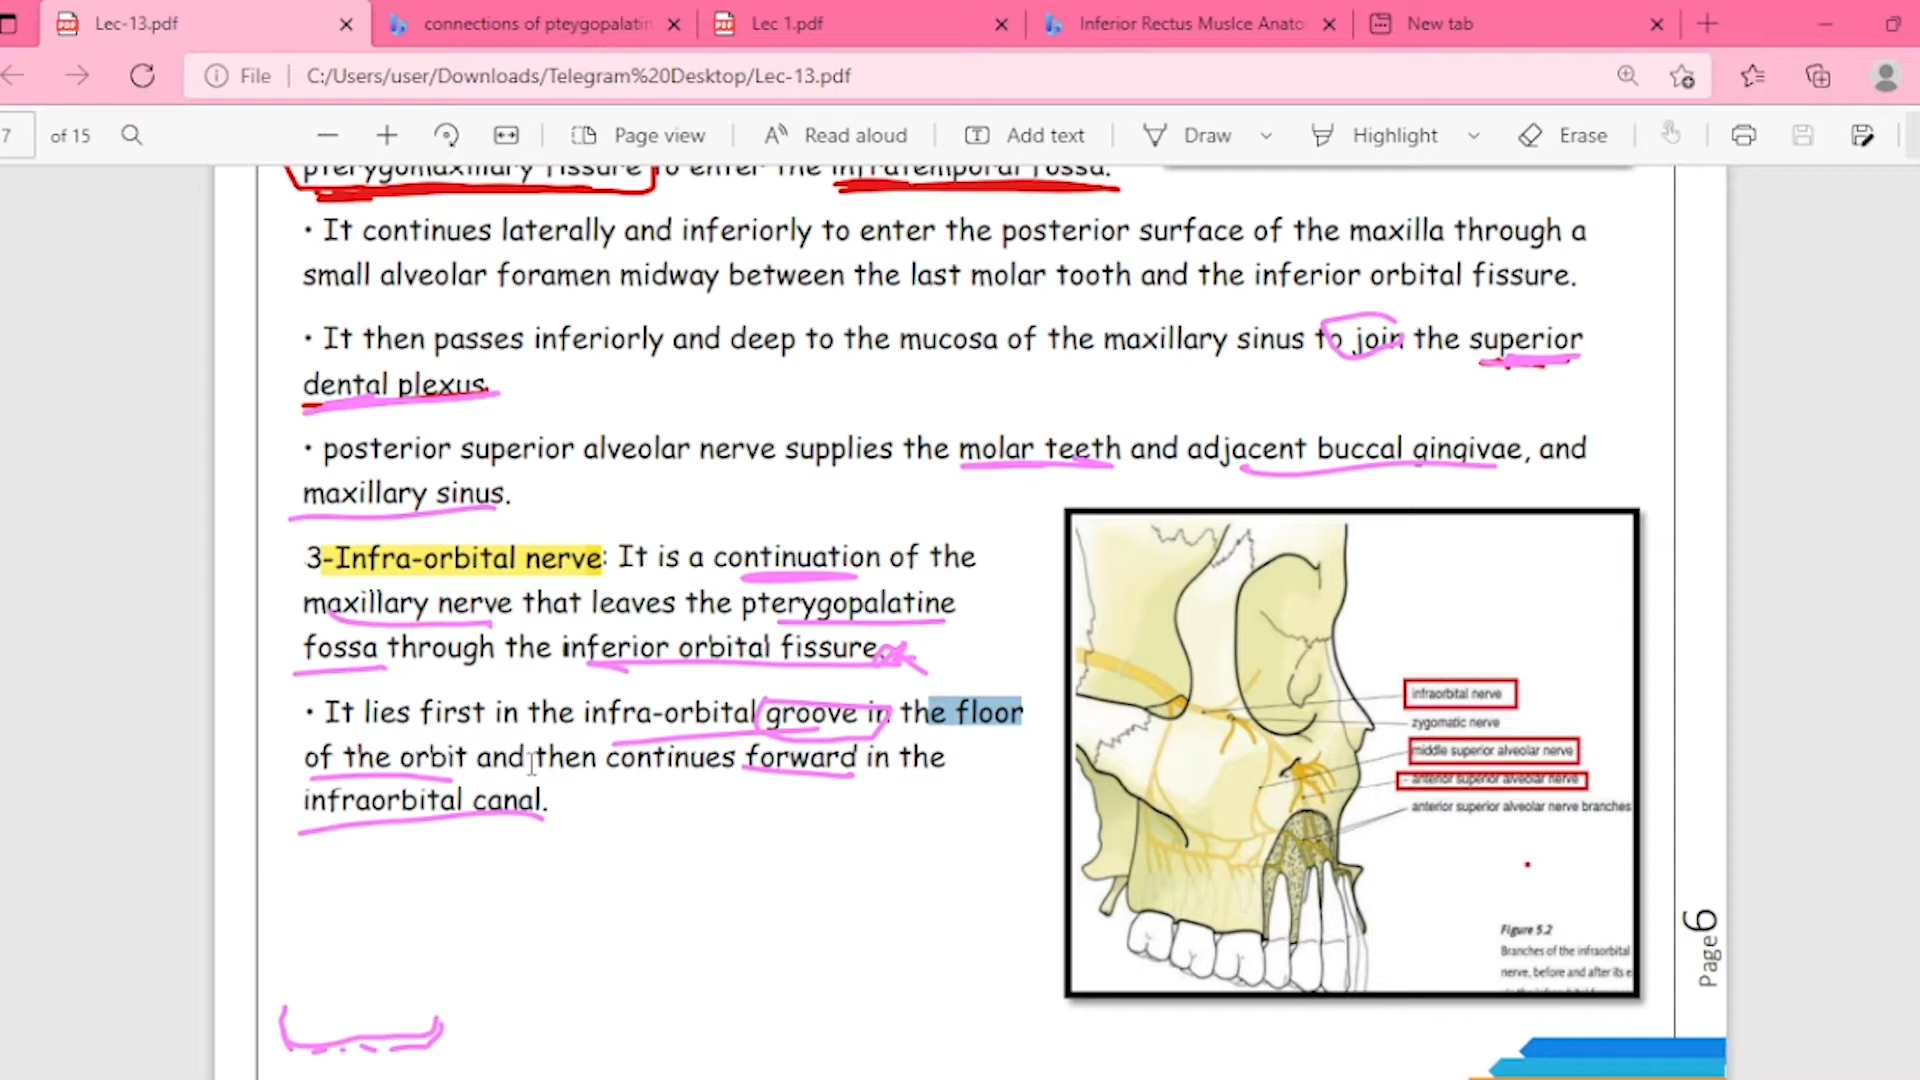 Lec-13.pdf
connections of pteygopalatin
Lec 1.pdf
Inferior Rectus Muslce Anato
New tab
File
C:/Users/user/Downloads/Telegram%20Desktop/Lec-13.pdf
7 of 15
Page view
Read aloud
Add text
Draw
Highlight
Erase
pterygomaxillary fissure to enter the infratemporal fossa.
• It continues laterally and inferiorly to enter the posterior surface of the maxilla through a
small alveolar foramen midway between the last molar tooth and the inferior orbital fissure.
• It then passes inferiorly and deep to the mucosa of the maxillary sinus to join the superior
dental plexus.
• posterior superior alveolar nerve supplies the molar teeth and adjacent buccal gingivae, and
maxillary sinus.
3-Infra-orbital nerve: It is a continuation of the
maxillary nerve that leaves the pterygopalatine
fossa through the inferior orbital fissure.
• It lies first in the infra-orbital groove in the floor
of the orbit and then continues forward in the
infraorbital canal.
infraorbital nerve
zygomatic nerve
middle superior alveolar nerve
anterior superior alveolar nerve
anterior superior alveolar nerve branches
Figure 5.2
Branches of the infraorbital
nerve, before and after its e
Page 6